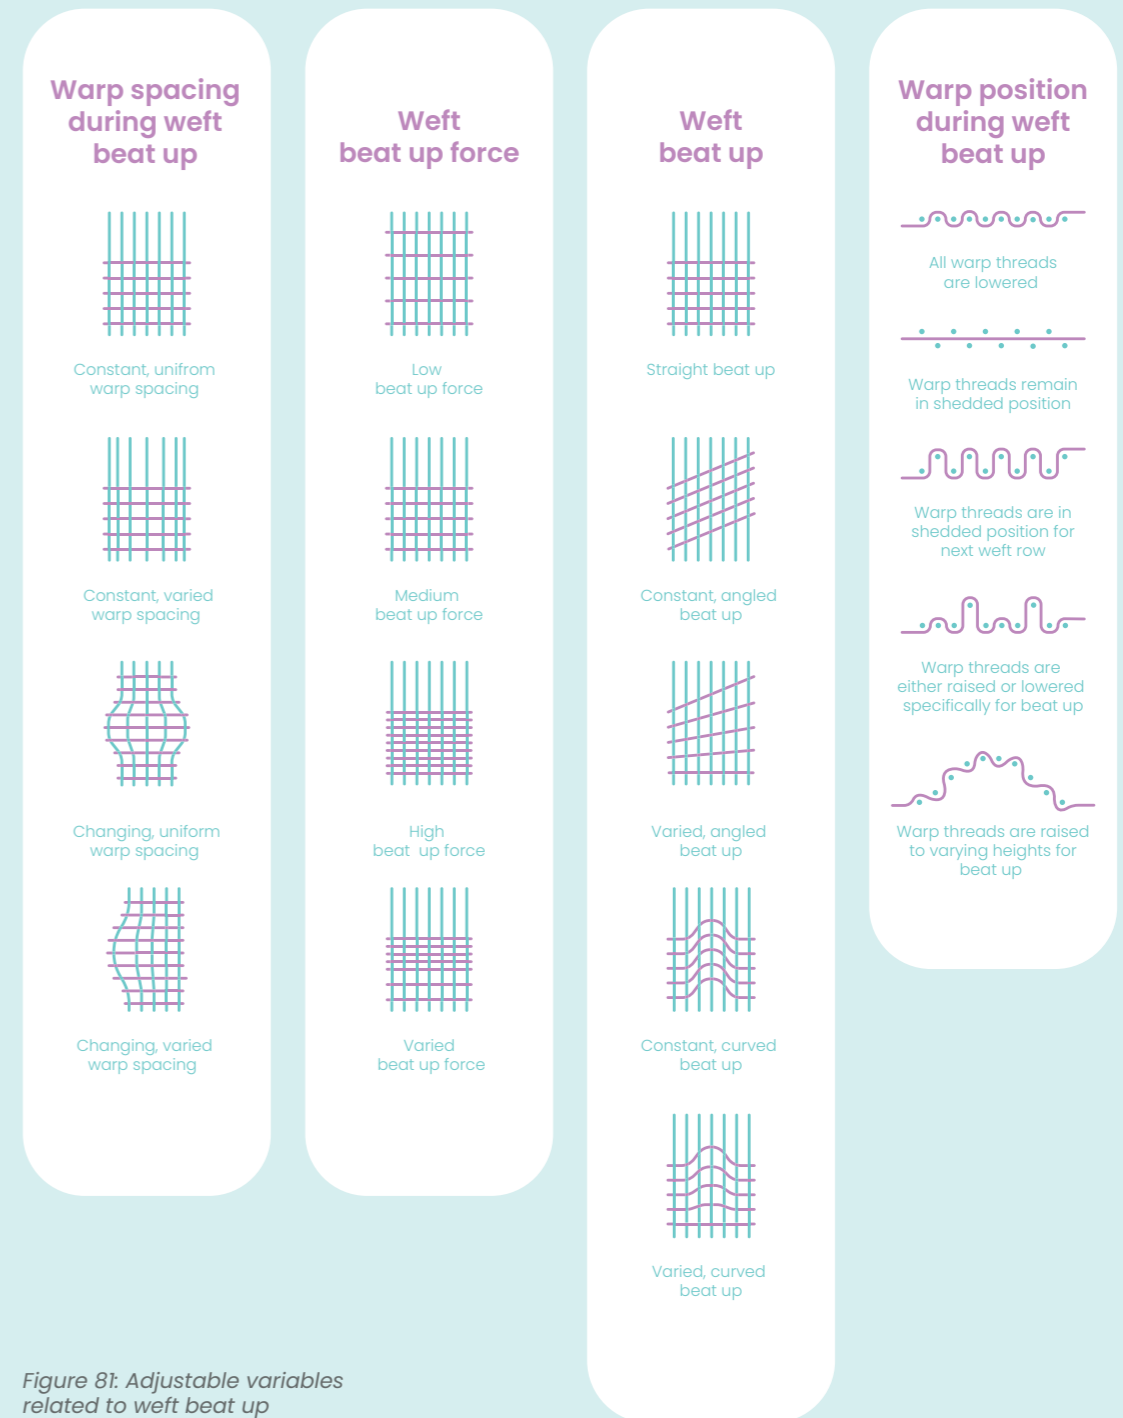 Warp spacing
during weft
beat up
Constant, unifrom
warp spacing
Constant, varied
warp spacing
Changing, uniform
warp spacing
Changing, varied
warp spacing
Weft
beat up force
Low
beat up force
Medium
beat up force
High
beat up force
Varied
beat up force
Weft
beat up
Straight beat up
Constant, angled
beat up
Varied, angled
beat up
Constant, curved
beat up
Varied, curved
beat up
Warp position
during weft
beat up
All warp threads
are lowered
Warp threads remain
in shedded position
Warp threads are in
shedded position for
next weft row
Warp threads are
either raised or lowered
specifically for beat up
Warp threads are raised
to varying heights for
beat up
Figure 81: Adjustable variables
related to weft beat up